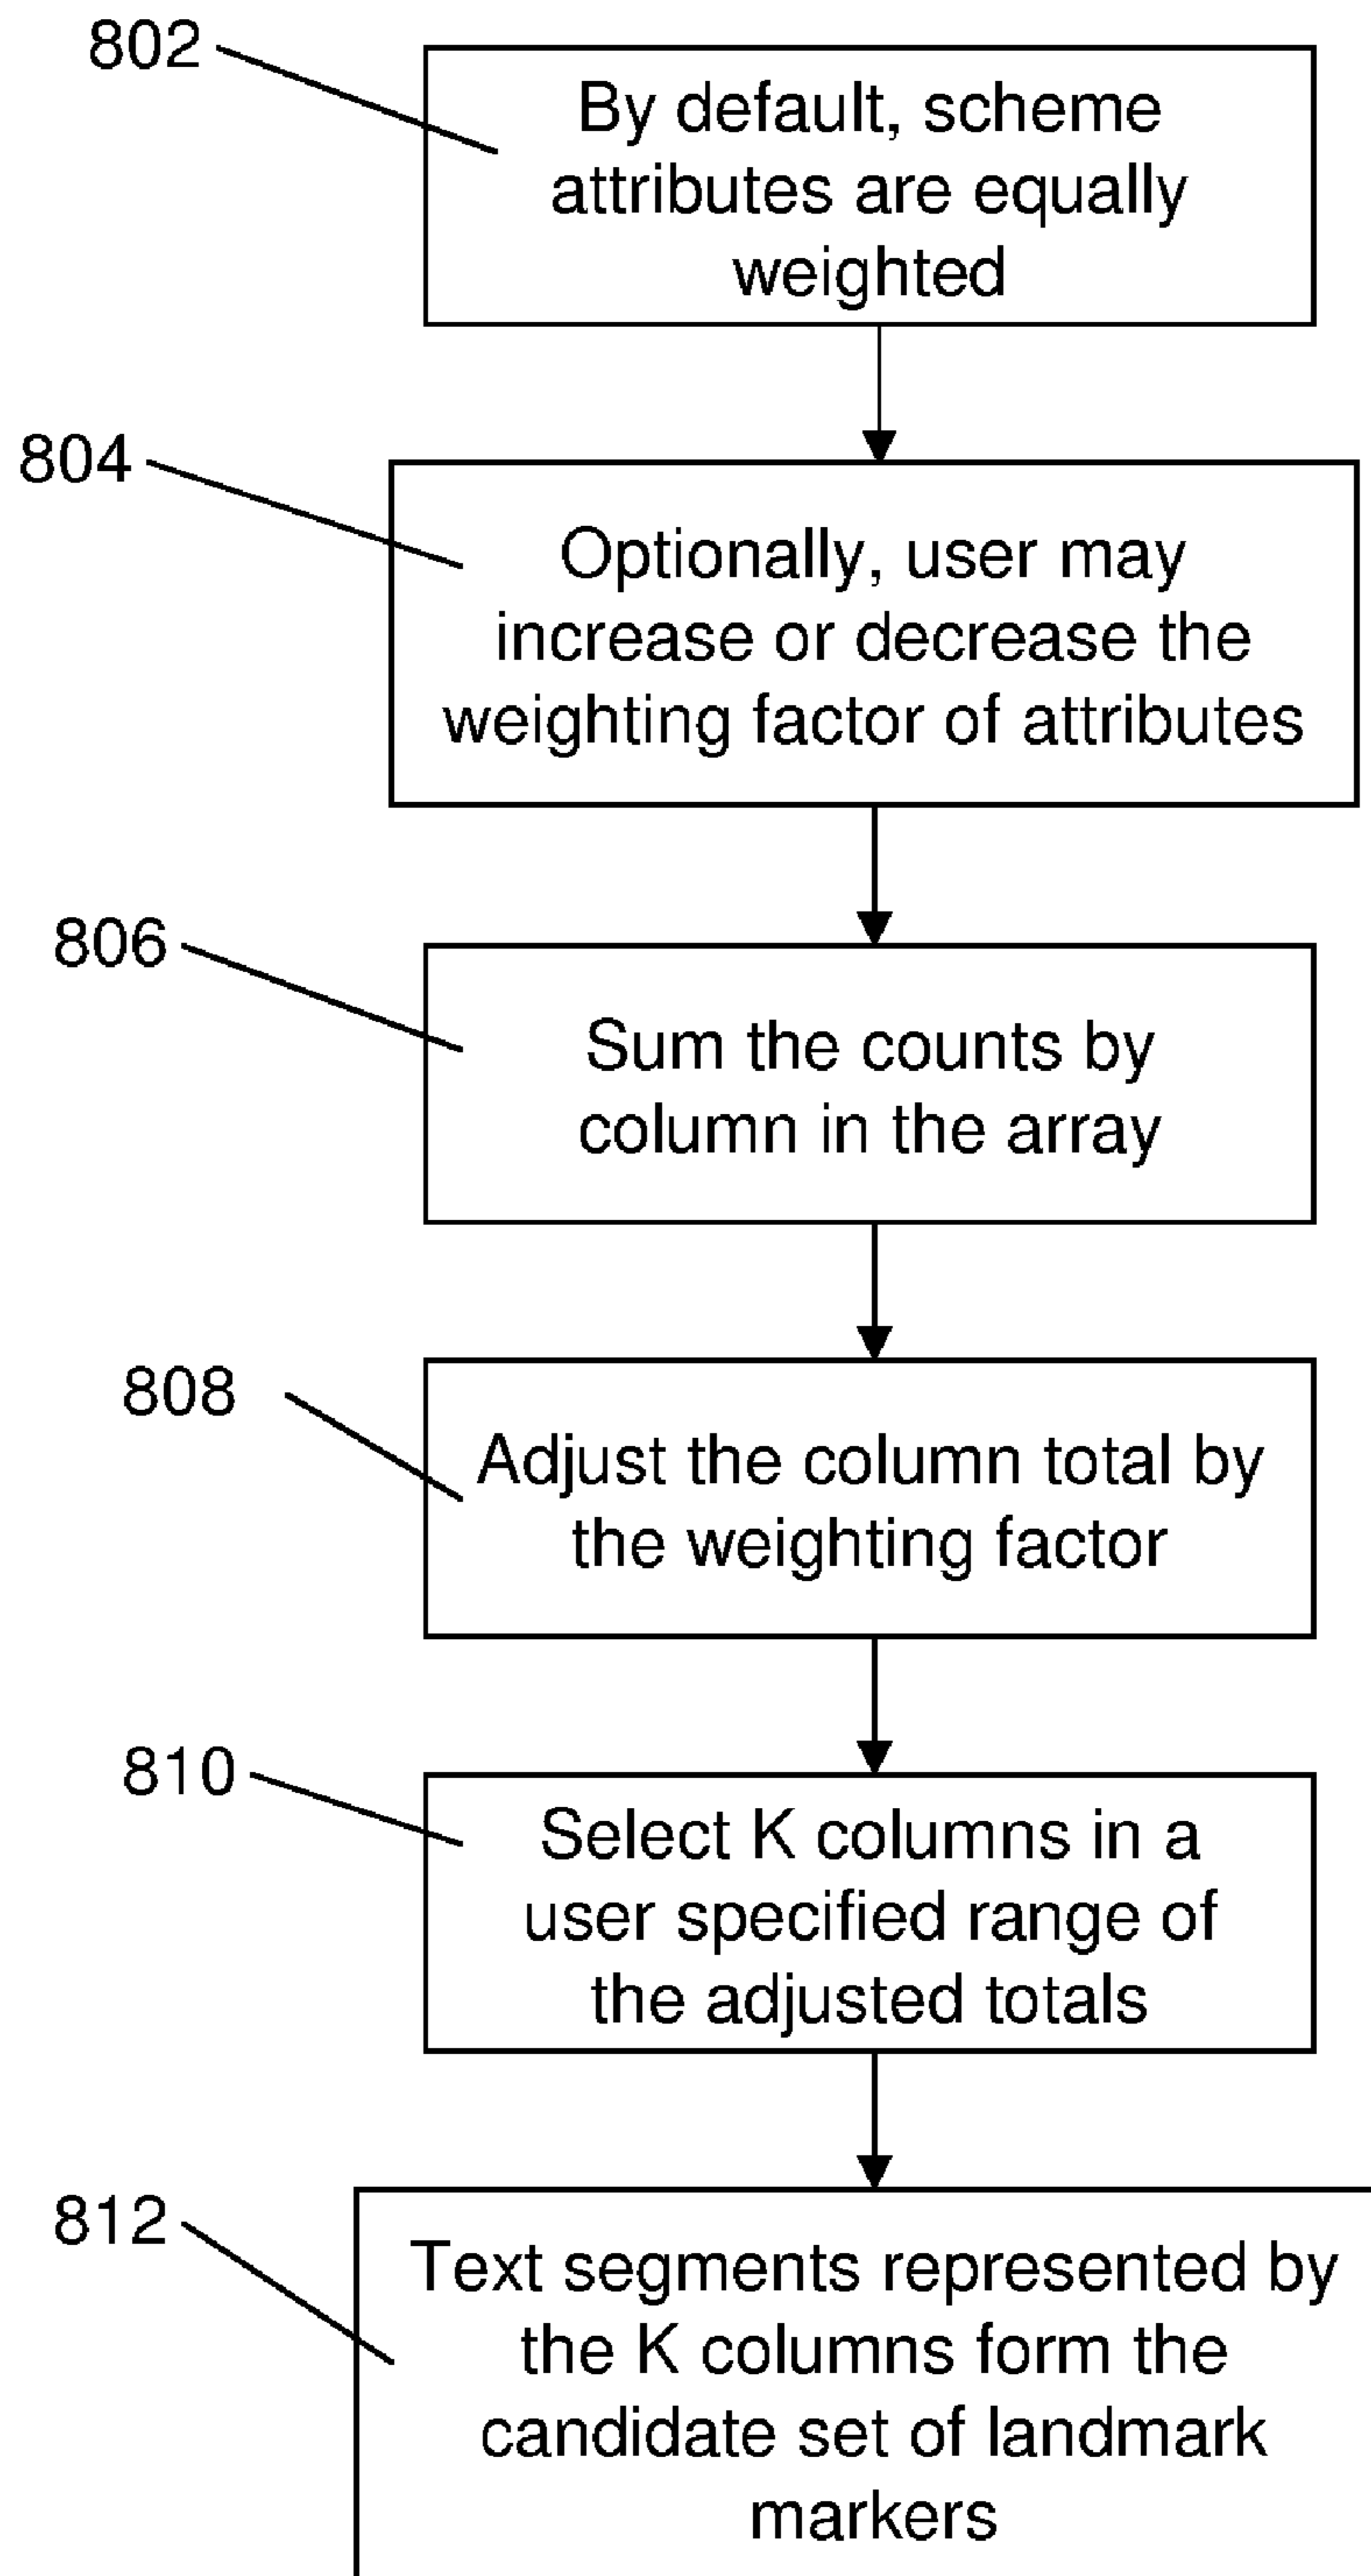 802
By default, scheme
attributes are equally
weighted
804
Optionally, user may
increase or decrease the
weighting factor of attributes
806
Sum the counts by
column in the array
808
Adjust the column total by
the weighting factor
810
Select K columns in a
user specified range of
the adjusted totals
812
Text segments represented by
the K columns form the
candidate set of landmark
markers